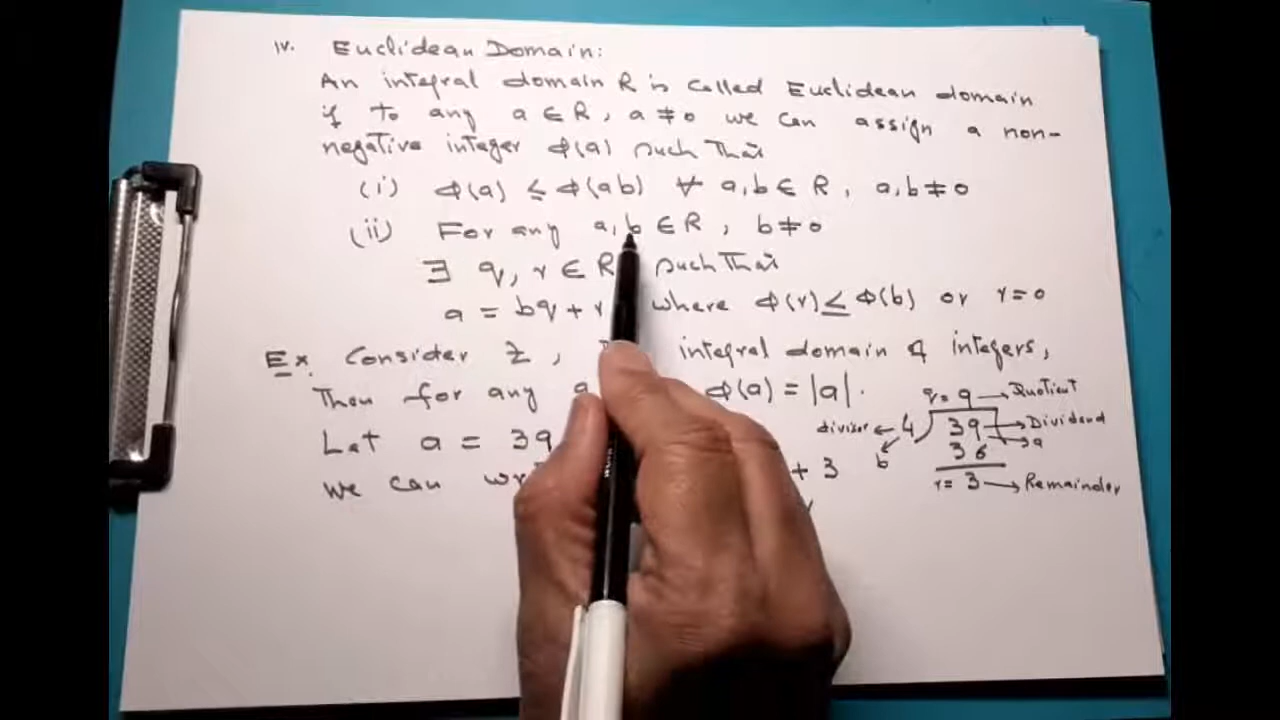 iv. Euclidean Domain:
An integral domain R is called Euclidean domain
if to any a ∈ R, a ≠ 0 we can assign a non-
negative integer ϕ(a) such that
(i) ϕ(a) ≤ ϕ(ab) ∀ a,b ∈ R, a,b ≠ 0
(ii) For any a,b ∈ R, b ≠ 0
∃ q, r ∈ R such that
a = bq + r where ϕ(r) ≤ ϕ(b) or r = 0
Ex. Consider Z, integral domain of integers,
Then for any a ϕ(a) = |a|.
Let a = 39
we can + 3
q = 9 → Quotient
divisor ← 4 ) 39 → Dividend
b 36 → a
r = 3 → Remainder